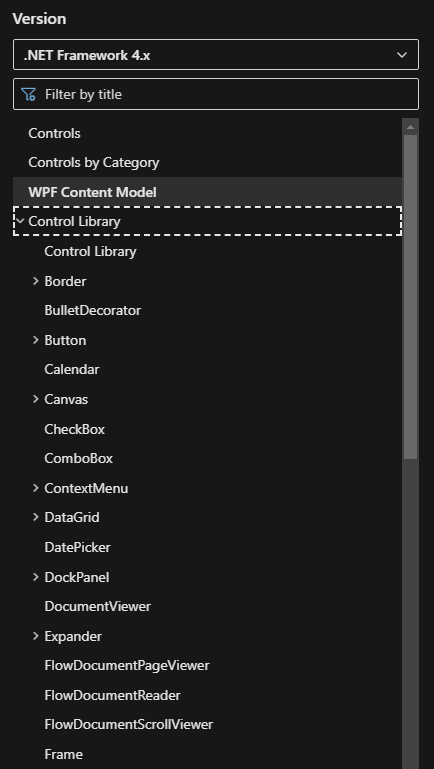 Version
.NET Framework 4.x
Filter by title
Controls
Controls by Category
WPF Content Model
Control Library
Control Library
Border
BulletDecorator
Button
Calendar
Canvas
CheckBox
ComboBox
ContextMenu
DataGrid
DatePicker
DockPanel
DocumentViewer
Expander
FlowDocumentPageViewer
FlowDocumentReader
FlowDocumentScrollViewer
Frame